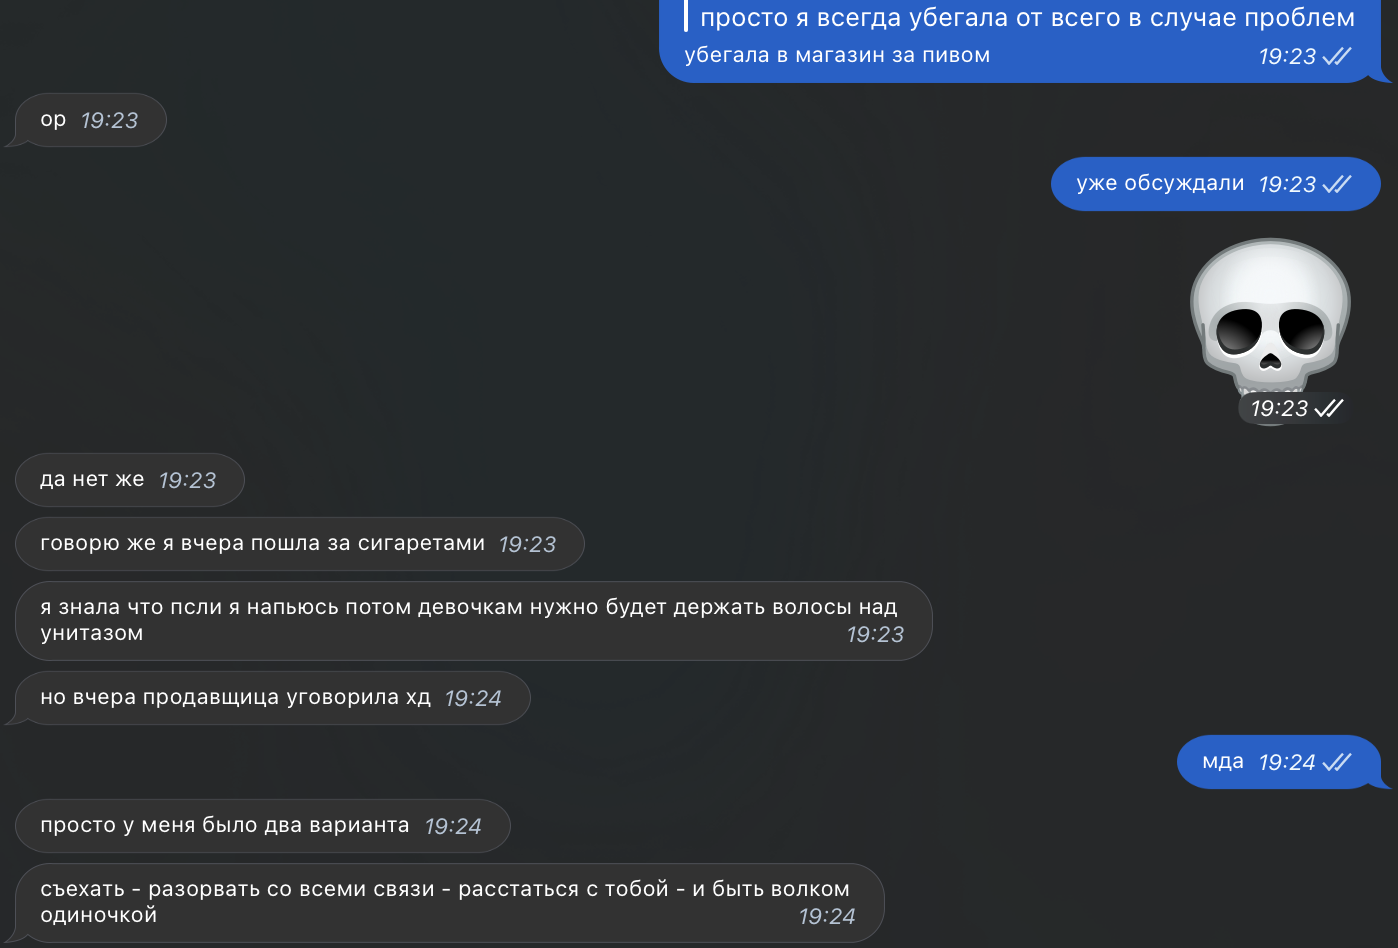 просто я всегда убегала от всего в случае проблем
убегала в магазин за пивом 19:23
ор 19:23
уже обсуждали 19:23
19:23
да нет же 19:23
говорю же я вчера пошла за сигаретами 19:23
я знала что псли я напьюсь потом девочкам нужно будет держать волосы над
унитазом 19:23
но вчера продавщица уговорила хд 19:24
мда 19:24
просто у меня было два варианта 19:24
съехать - разорвать со всеми связи - расстаться с тобой - и быть волком
одиночкой 19:24